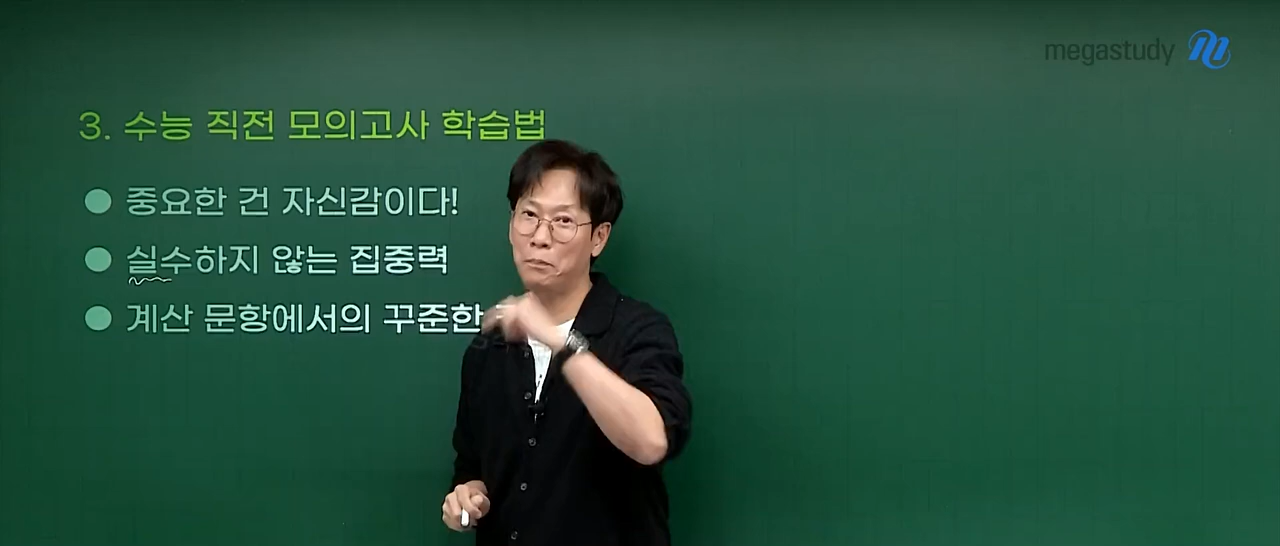 megastudy
3. 수능 직전 모의고사 학습법
● 중요한 건 자신감이다!
● 실수하지 않는 집중력
● 계산 문항에서의 꾸준한